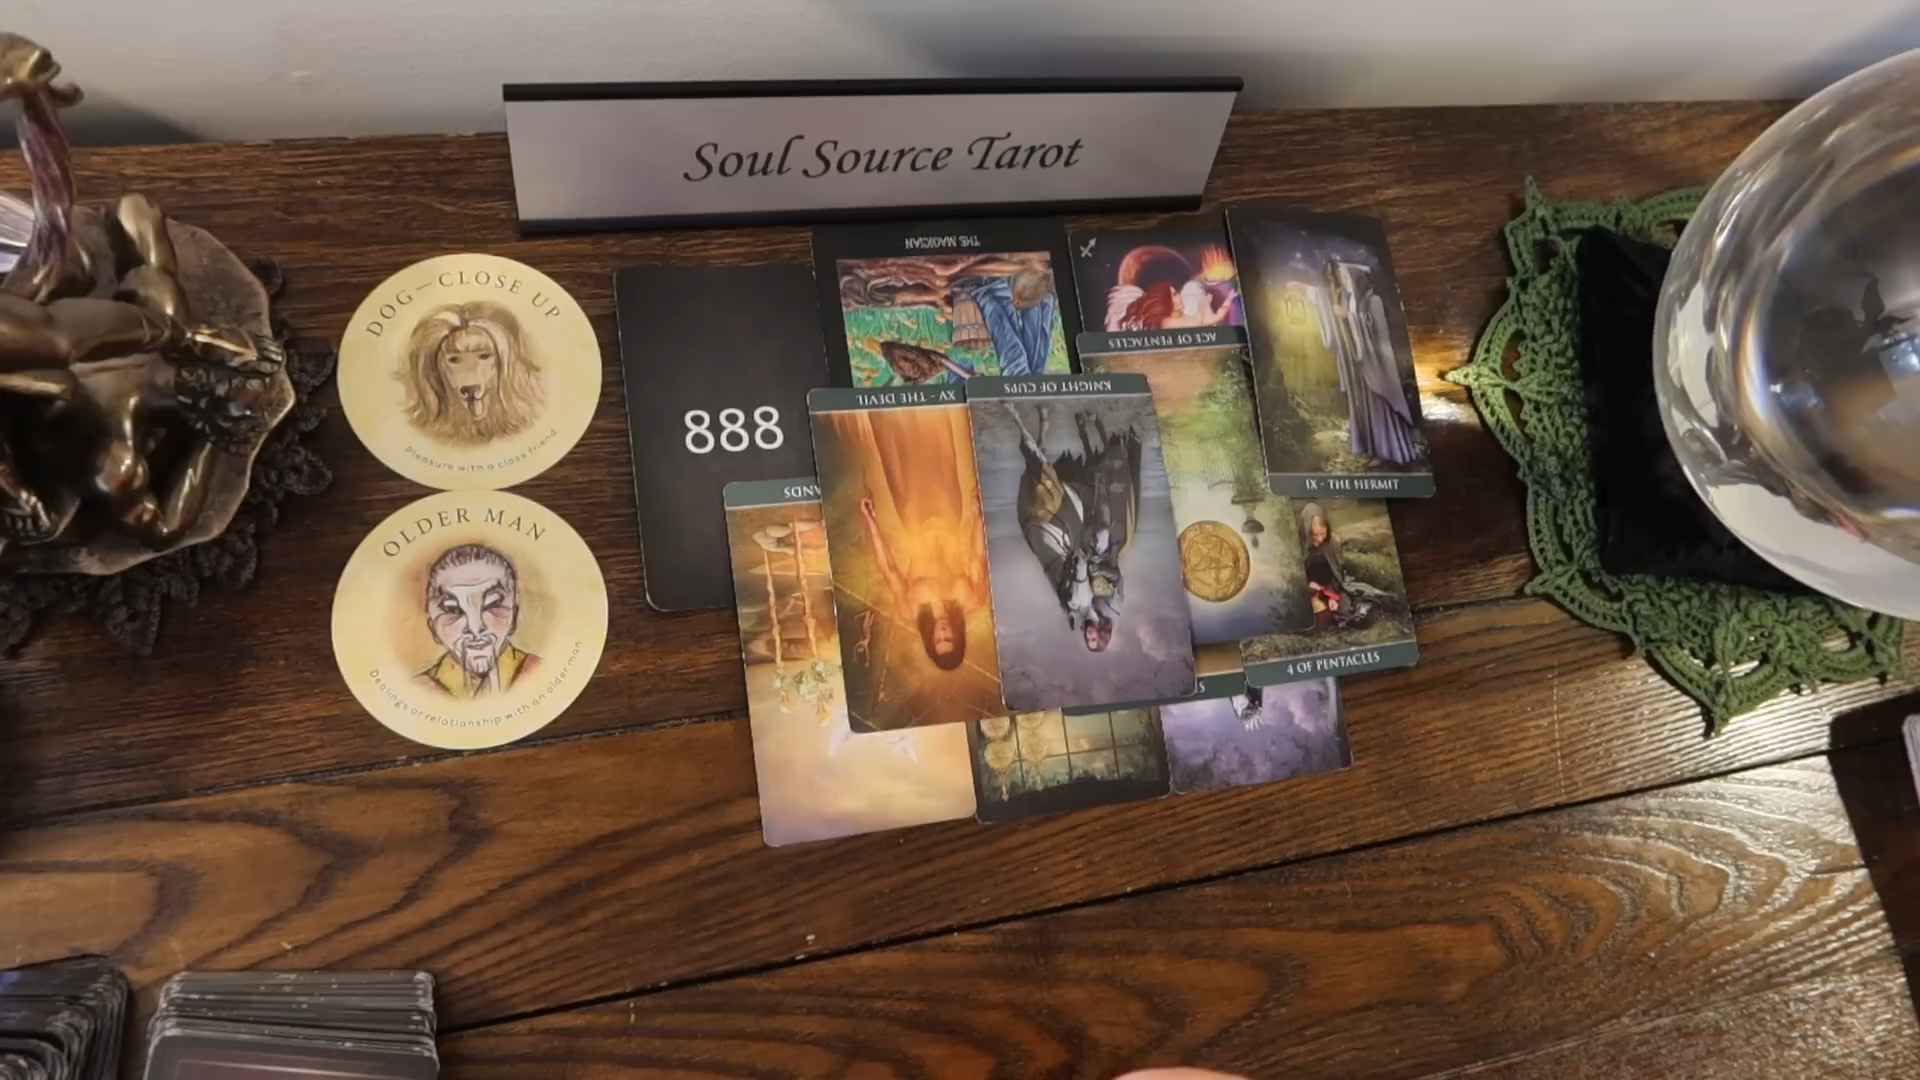 Soul Source Tarot
DOG—CLOSE UP
Pleasure with a close friend
OLDER MAN
Dealings or relationship with an older man
888
THE MAGICIAN
ACE OF PENTACLES
IX - THE HERMIT
XV - THE DEVIL
KNIGHT OF CUPS
4 OF PENTACLES